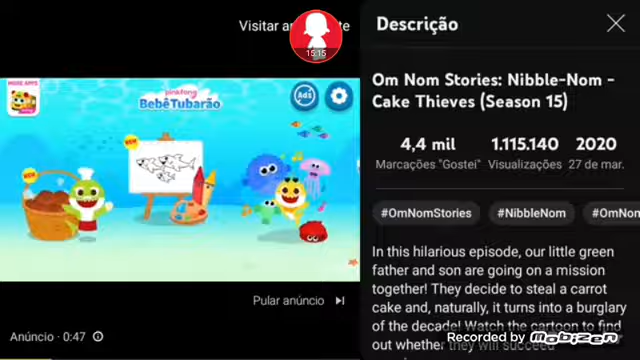 Visitar an
te
15:15
Descrição
MORE APPS
pinkfong
BebêTubarão
Ads
NEW
NEW
Om Nom Stories: Nibble-Nom -
Cake Thieves (Season 15)
4,4 mil
1.115.140
2020
Marcações "Gostei"
Visualizações
27 de mar.
#OmNomStories
#NibbleNom
#OmNom
In this hilarious episode, our little green
father and son are going on a mission
together! They decide to steal a carrot
cake and, naturally, it turns into a burglary
of the decade! Watch the cartoon to find
out whether they will succeed
Pular anúncio
Anúncio · 0:47
Recorded by Mobizen